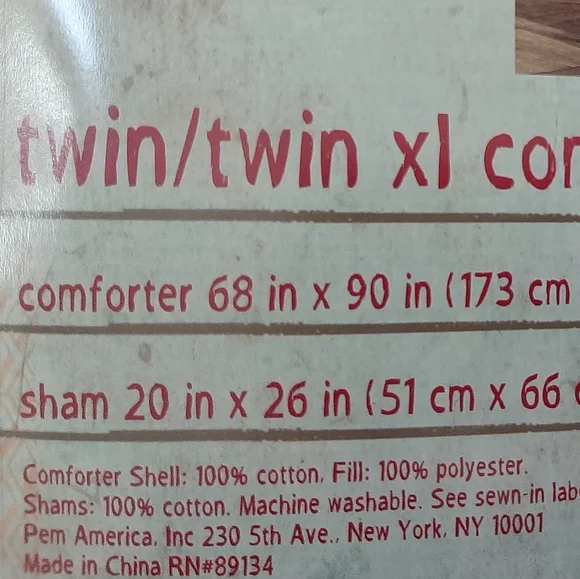 twin/twin xl cor
comforter 68 in x 90 in (173 cm
sham 20 in x 26 in (51 cm x 66
Comforter Shell: 100% cotton, Fill: 100% polyester.
Shams: 100% cotton. Machine washable. See sewn-in lab
Pem America, Inc 230 5th Ave., New York, NY 10001
Made in China RN#89134